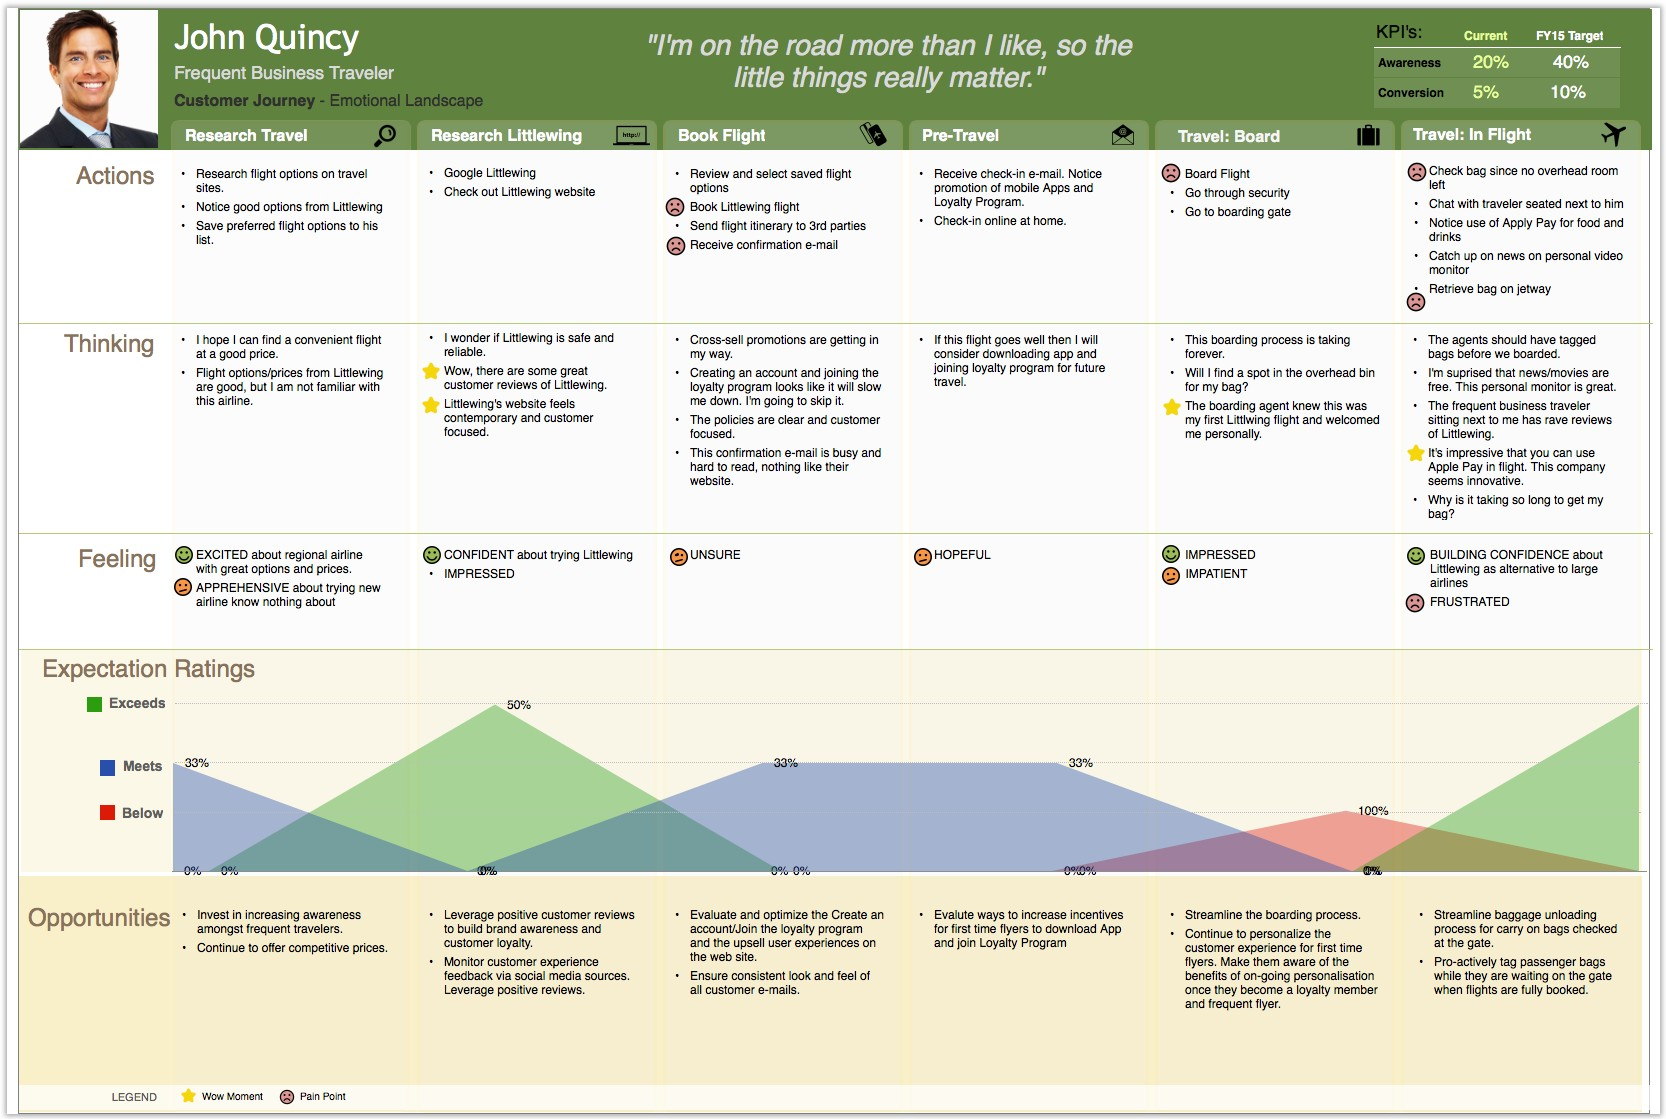 John Quincy
Frequent Business Traveler
Customer Journey - Emotional Landscape
"I'm on the road more than I like, so the
little things really matter."
KPI's: Current FY15 Target
Awareness 20% 40%
Conversion 5% 10%
Research Travel
Research Littlewing
http://
Book Flight
Pre-Travel
Travel: Board
Travel: In Flight
Actions
• Research flight options on travel
sites.
• Notice good options from Littlewing
• Save preferred flight options to his
list.
• Google Littlewing
• Check out Littlewing website
• Review and select saved flight
options
Book Littlewing flight
• Send flight itinerary to 3rd parties
Receive confirmation e-mail
• Receive check-in e-mail. Notice
promotion of mobile Apps and
Loyalty Program.
• Check-in online at home.
Board Flight
• Go through security
• Go to boarding gate
Check bag since no overhead room
left
• Chat with traveler seated next to him
• Notice use of Apply Pay for food and
drinks
• Catch up on news on personal video
monitor
• Retrieve bag on jetway
Thinking
• I hope I can find a convenient flight
at a good price.
• Flight options/prices from Littlewing
are good, but I am not familiar with
this airline.
• I wonder if Littlewing is safe and
reliable.
Wow, there are some great
customer reviews of Littlewing.
Littlewing's website feels
contemporary and customer
focused.
• Cross-sell promotions are getting in
my way.
• Creating an account and joining the
loyalty program looks like it will slow
me down. I'm going to skip it.
• The policies are clear and customer
focused.
• This confirmation e-mail is busy and
hard to read, nothing like their
website.
• If this flight goes well then I will
consider downloading app and
joining loyalty program for future
travel.
• This boarding process is taking
forever.
• Will I find a spot in the overhead bin
for my bag?
The boarding agent knew this was
my first Littlwing flight and welcomed
me personally.
• The agents should have tagged
bags before we boarded.
• I'm suprised that news/movies are
free. This personal monitor is great.
• The frequent business traveler
sitting next to me has rave reviews
of Littlewing.
It's impressive that you can use
Apple Pay in flight. This company
seems innovative.
• Why is it taking so long to get my
bag?
Feeling
EXCITED about regional airline
with great options and prices.
APPREHENSIVE about trying new
airline know nothing about
CONFIDENT about trying Littlewing
• IMPRESSED
UNSURE
HOPEFUL
IMPRESSED
IMPATIENT
BUILDING CONFIDENCE about
Littlewing as alternative to large
airlines
FRUSTRATED
Expectation Ratings
Exceeds
50%
Meets
33% 33% 33%
Below
100%
0% 0% 0% 0% 0% 0% 0% 0%
Opportunities
• Invest in increasing awareness
amongst frequent travelers.
• Continue to offer competitive prices.
• Leverage positive customer reviews
to build brand awareness and
customer loyalty.
• Monitor customer experience
feedback via social media sources.
Leverage positive reviews.
• Evaluate and optimize the Create an
account/Join the loyalty program
and the upsell user experiences on
the web site.
• Ensure consistent look and feel of
all customer e-mails.
• Evalute ways to increase incentives
for first time flyers to download App
and join Loyalty Program
• Streamline the boarding process.
• Continue to personalize the
customer experience for first time
flyers. Make them aware of the
benefits of on-going personalisation
once they become a loyalty member
and frequent flyer.
• Streamline baggage unloading
process for carry on bags checked
at the gate.
• Pro-actively tag passenger bags
while they are waiting on the gate
when flights are fully booked.
LEGEND Wow Moment Pain Point